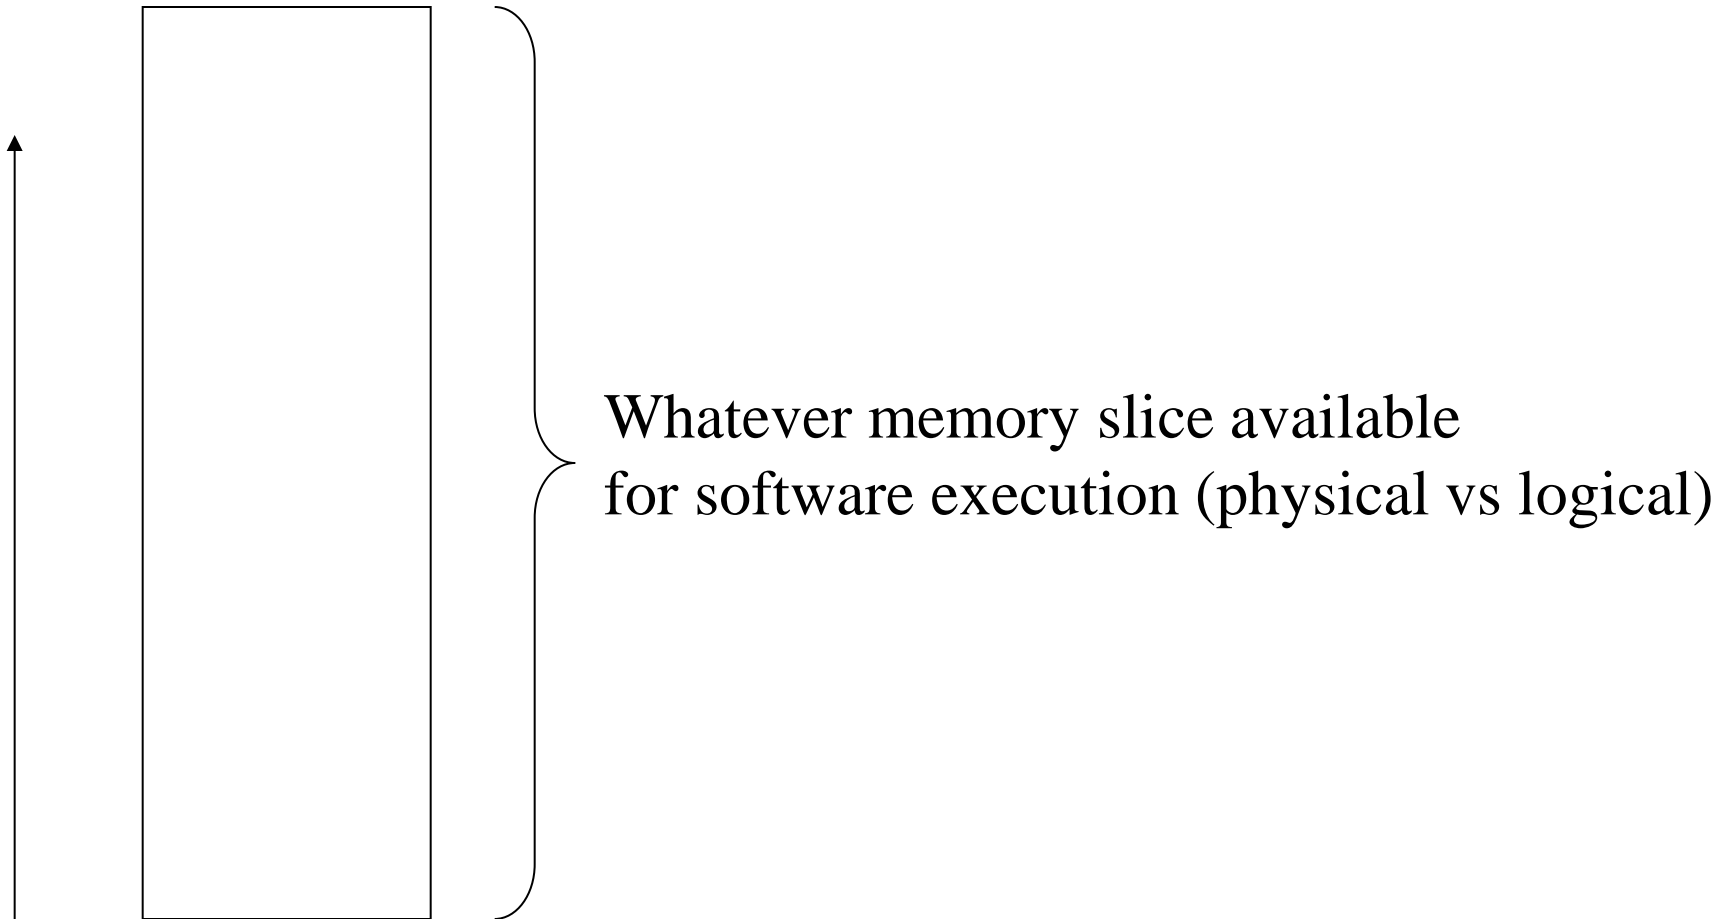 Whatever memory slice available
for software execution (physical vs logical)